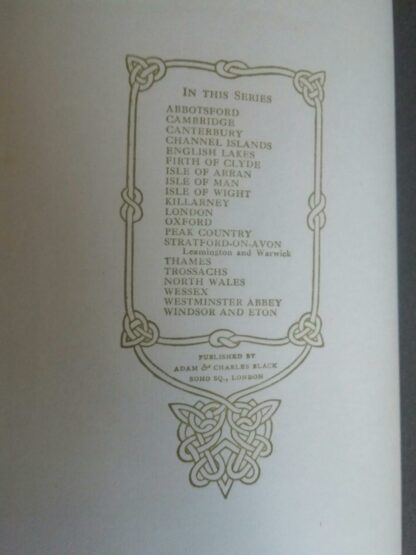 IN THIS SERIES
ABBOTSFORD
CAMBRIDGE
CANTERBURY
CHANNEL ISLANDS
ENGLISH LAKES
FIRTH OF CLYDE
ISLE OF ARRAN
ISLE OF MAN
ISLE OF WIGHT
KILLARNEY
LONDON
OXFORD
PEAK COUNTRY
STRATFORD-ON-AVON
Leamington and Warwick
THAMES
TROSSACHS
NORTH WALES
WESSEX
WESTMINSTER ABBEY
WINDSOR AND ETON
PUBLISHED BY
ADAM & CHARLES BLACK
SOHO SQ., LONDON